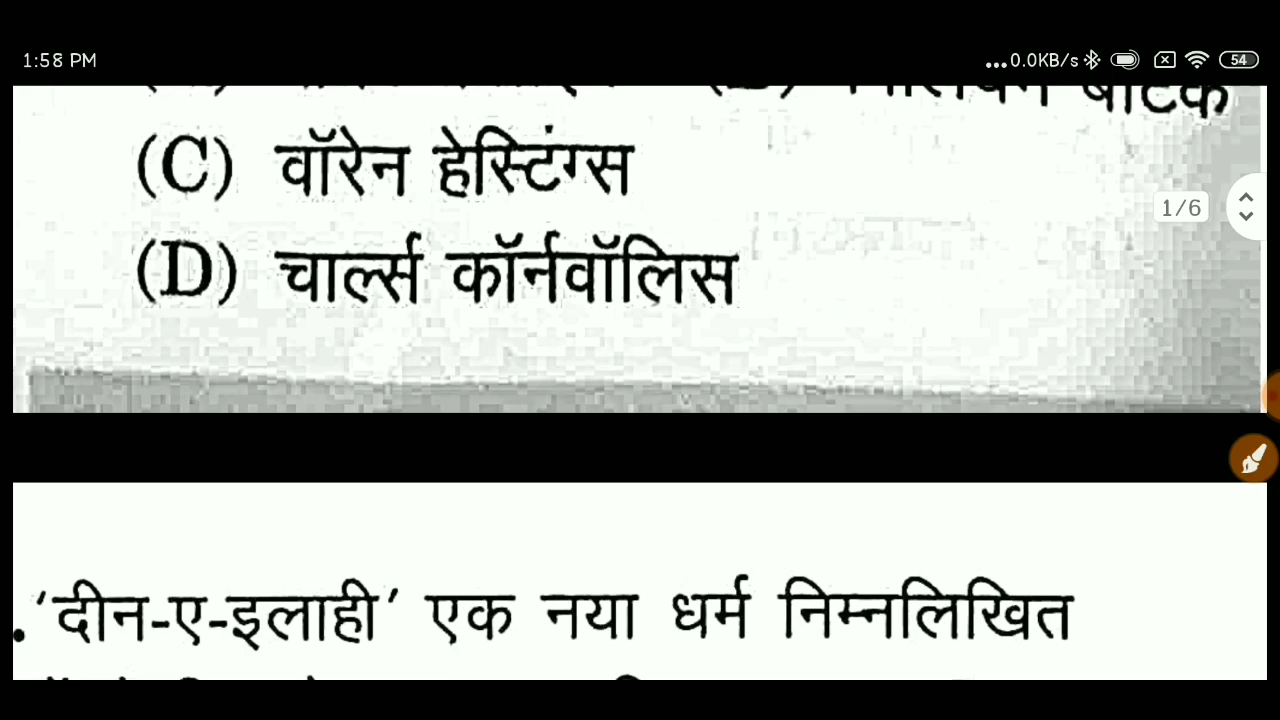 1:58 PM
...0.0KB/s
54
(C) वॉरेन हेस्टिंग्स
1/6
(D) चार्ल्स कॉर्नवॉलिस
. ‘दीन-ए-इलाही’ एक नया धर्म निम्नलिखित